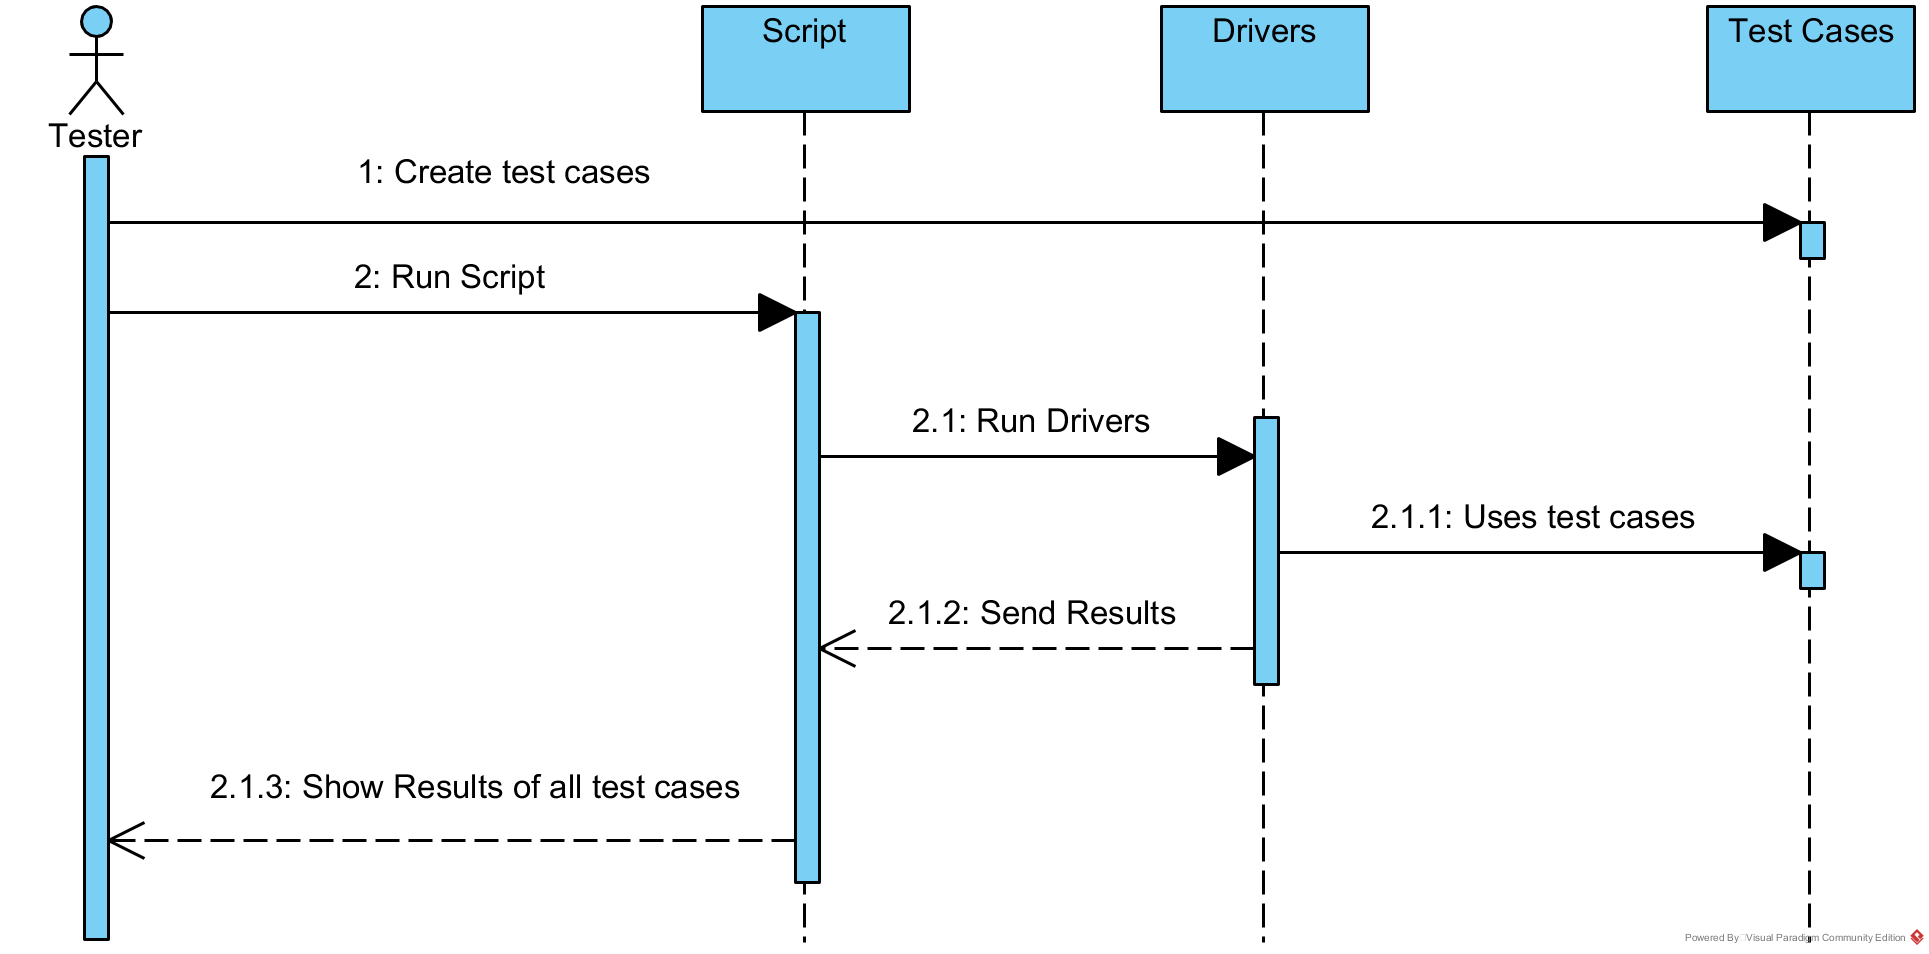 Script
Drivers
Test Cases
Tester
1: Create test cases
2: Run Script
2.1: Run Drivers
2.1.1: Uses test cases
2.1.2: Send Results
2.1.3: Show Results of all test cases
Powered By Visual Paradigm Community Edition